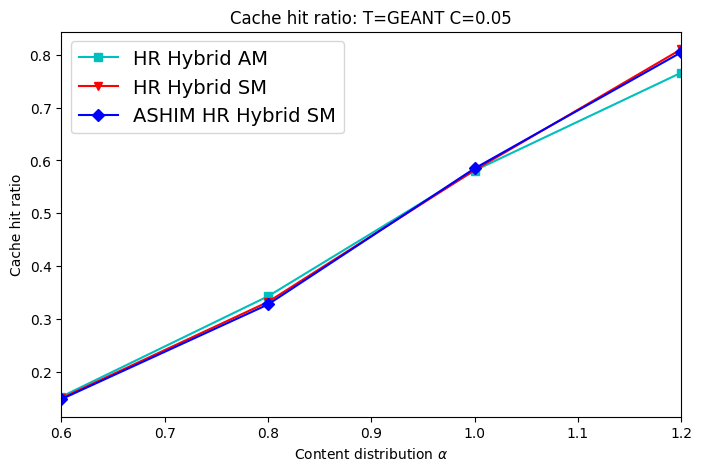 Cache hit ratio: T=GEANT C=0.05
HR Hybrid AM
HR Hybrid SM
ASHIM HR Hybrid SM
Cache hit ratio
0.8
0.7
0.6
0.5
0.4
0.3
0.2
0.6 0.7 0.8 0.9 1.0 1.1 1.2
Content distribution α